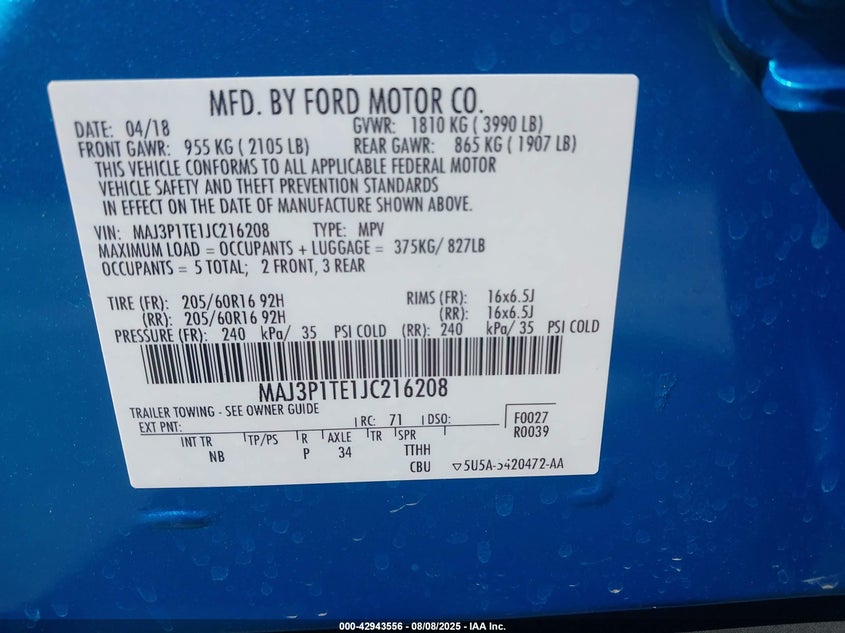 MFD. BY FORD MOTOR CO.
DATE: 04/18 GVWR: 1810 KG ( 3990 LB)
FRONT GAWR: 955 KG ( 2105 LB) REAR GAWR: 865 KG ( 1907 LB)
THIS VEHICLE CONFORMS TO ALL APPLICABLE FEDERAL MOTOR
VEHICLE SAFETY AND THEFT PREVENTION STANDARDS
IN EFFECT ON THE DATE OF MANUFACTURE SHOWN ABOVE.
VIN: MAJ3P1TE1JC216208 TYPE: MPV
MAXIMUM LOAD = OCCUPANTS + LUGGAGE = 375KG/ 827LB
OCCUPANTS = 5 TOTAL; 2 FRONT, 3 REAR
TIRE (FR): 205/60R16 92H RIMS (FR): 16x6.5J
(RR): 205/60R16 92H (RR): 16x6.5J
PRESSURE (FR): 240 kPa/ 35 PSI COLD (RR): 240 kPa/ 35 PSI COLD
MAJ3P1TE1JC216208
TRAILER TOWING - SEE OWNER GUIDE
EXT PNT: RC: 71 DSO: F0027
R0039
INT TR TP/PS R AXLE TR SPR
NB P 34 TTHH
CBU 5U5A-5420472-AA
000-42943556 - 08/08/2025 - IAA Inc.